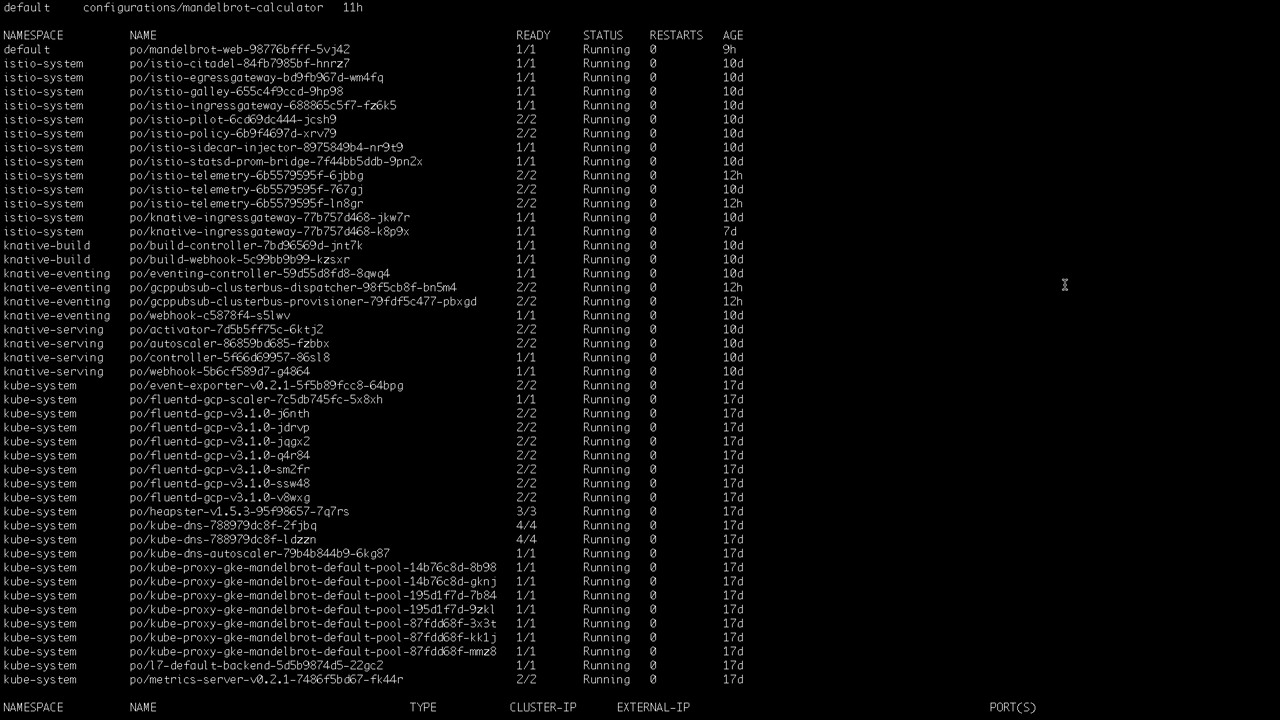 default configurations/mandelbrot-calculator 11h
NAMESPACE NAME READY STATUS RESTARTS AGE
default po/mandelbrot-web-98776bfff-5vj42 1/1 Running 0 9h
istio-system po/istio-citadel-84fb7985bf-hnrz7 1/1 Running 0 10d
istio-system po/istio-egressgateway-bd9fb967d-wm4fq 1/1 Running 0 10d
istio-system po/istio-galley-655c4f9ccd-9hp98 1/1 Running 0 10d
istio-system po/istio-ingressgateway-688865c5f7-fz6k5 1/1 Running 0 10d
istio-system po/istio-pilot-6cd69dc444-jcsh9 2/2 Running 0 10d
istio-system po/istio-policy-6b9f4697d-xrv79 2/2 Running 0 10d
istio-system po/istio-sidecar-injector-8975849b4-nr9t9 1/1 Running 0 10d
istio-system po/istio-statsd-prom-bridge-7f44bb5ddb-9pn2x 1/1 Running 0 10d
istio-system po/istio-telemetry-6b5579595f-6jbbg 2/2 Running 0 12h
istio-system po/istio-telemetry-6b5579595f-767gj 2/2 Running 0 10d
istio-system po/istio-telemetry-6b5579595f-ln8gr 2/2 Running 0 12h
istio-system po/knative-ingressgateway-77b757d468-jkw7r 1/1 Running 0 10d
istio-system po/knative-ingressgateway-77b757d468-k8p9x 1/1 Running 0 7d
knative-build po/build-controller-7bd96569d-jnt7k 1/1 Running 0 10d
knative-build po/build-webhook-5c99bb9b99-kzsxr 1/1 Running 0 10d
knative-eventing po/eventing-controller-59d55d8fd8-8qwq4 1/1 Running 0 10d
knative-eventing po/gcppubsub-clusterbus-dispatcher-98f5cb8f-bn5m4 2/2 Running 0 12h
knative-eventing po/gcppubsub-clusterbus-provisioner-79fdf5c477-pbxgd 2/2 Running 0 12h
knative-eventing po/webhook-c5878f4-s5lwv 1/1 Running 0 10d
knative-serving po/activator-7d5b5ff75c-6ktj2 2/2 Running 0 10d
knative-serving po/autoscaler-86859bd685-fzbbx 2/2 Running 0 10d
knative-serving po/controller-5f66d69957-86sl8 1/1 Running 0 10d
knative-serving po/webhook-5b6cf589d7-g4864 1/1 Running 0 10d
kube-system po/event-exporter-v0.2.1-5f5b89fcc8-64bpg 2/2 Running 0 17d
kube-system po/fluentd-gcp-scaler-7c5db745fc-5x8xh 1/1 Running 0 17d
kube-system po/fluentd-gcp-v3.1.0-j6nth 2/2 Running 0 17d
kube-system po/fluentd-gcp-v3.1.0-jdrvp 2/2 Running 0 17d
kube-system po/fluentd-gcp-v3.1.0-jqgx2 2/2 Running 0 17d
kube-system po/fluentd-gcp-v3.1.0-q4r84 2/2 Running 0 17d
kube-system po/fluentd-gcp-v3.1.0-sm2fr 2/2 Running 0 17d
kube-system po/fluentd-gcp-v3.1.0-ssw48 2/2 Running 0 17d
kube-system po/fluentd-gcp-v3.1.0-v8wxg 2/2 Running 0 17d
kube-system po/heapster-v1.5.3-95f98657-7q7rs 3/3 Running 0 17d
kube-system po/kube-dns-788979dc8f-2fjbq 4/4 Running 0 17d
kube-system po/kube-dns-788979dc8f-ldzzn 4/4 Running 0 17d
kube-system po/kube-dns-autoscaler-79b4b844b9-6kg87 1/1 Running 0 17d
kube-system po/kube-proxy-gke-mandelbrot-default-pool-14b76c8d-8b98 1/1 Running 0 17d
kube-system po/kube-proxy-gke-mandelbrot-default-pool-14b76c8d-gknj 1/1 Running 0 17d
kube-system po/kube-proxy-gke-mandelbrot-default-pool-195d1f7d-7b84 1/1 Running 0 17d
kube-system po/kube-proxy-gke-mandelbrot-default-pool-195d1f7d-9zkl 1/1 Running 0 17d
kube-system po/kube-proxy-gke-mandelbrot-default-pool-87fdd68f-3x3t 1/1 Running 0 17d
kube-system po/kube-proxy-gke-mandelbrot-default-pool-87fdd68f-kk1j 1/1 Running 0 17d
kube-system po/kube-proxy-gke-mandelbrot-default-pool-87fdd68f-mmz8 1/1 Running 0 17d
kube-system po/l7-default-backend-5d5b9874d5-22gc2 1/1 Running 0 17d
kube-system po/metrics-server-v0.2.1-7486f5bd67-fk44r 2/2 Running 0 17d
NAMESPACE NAME TYPE CLUSTER-IP EXTERNAL-IP PORT(S)